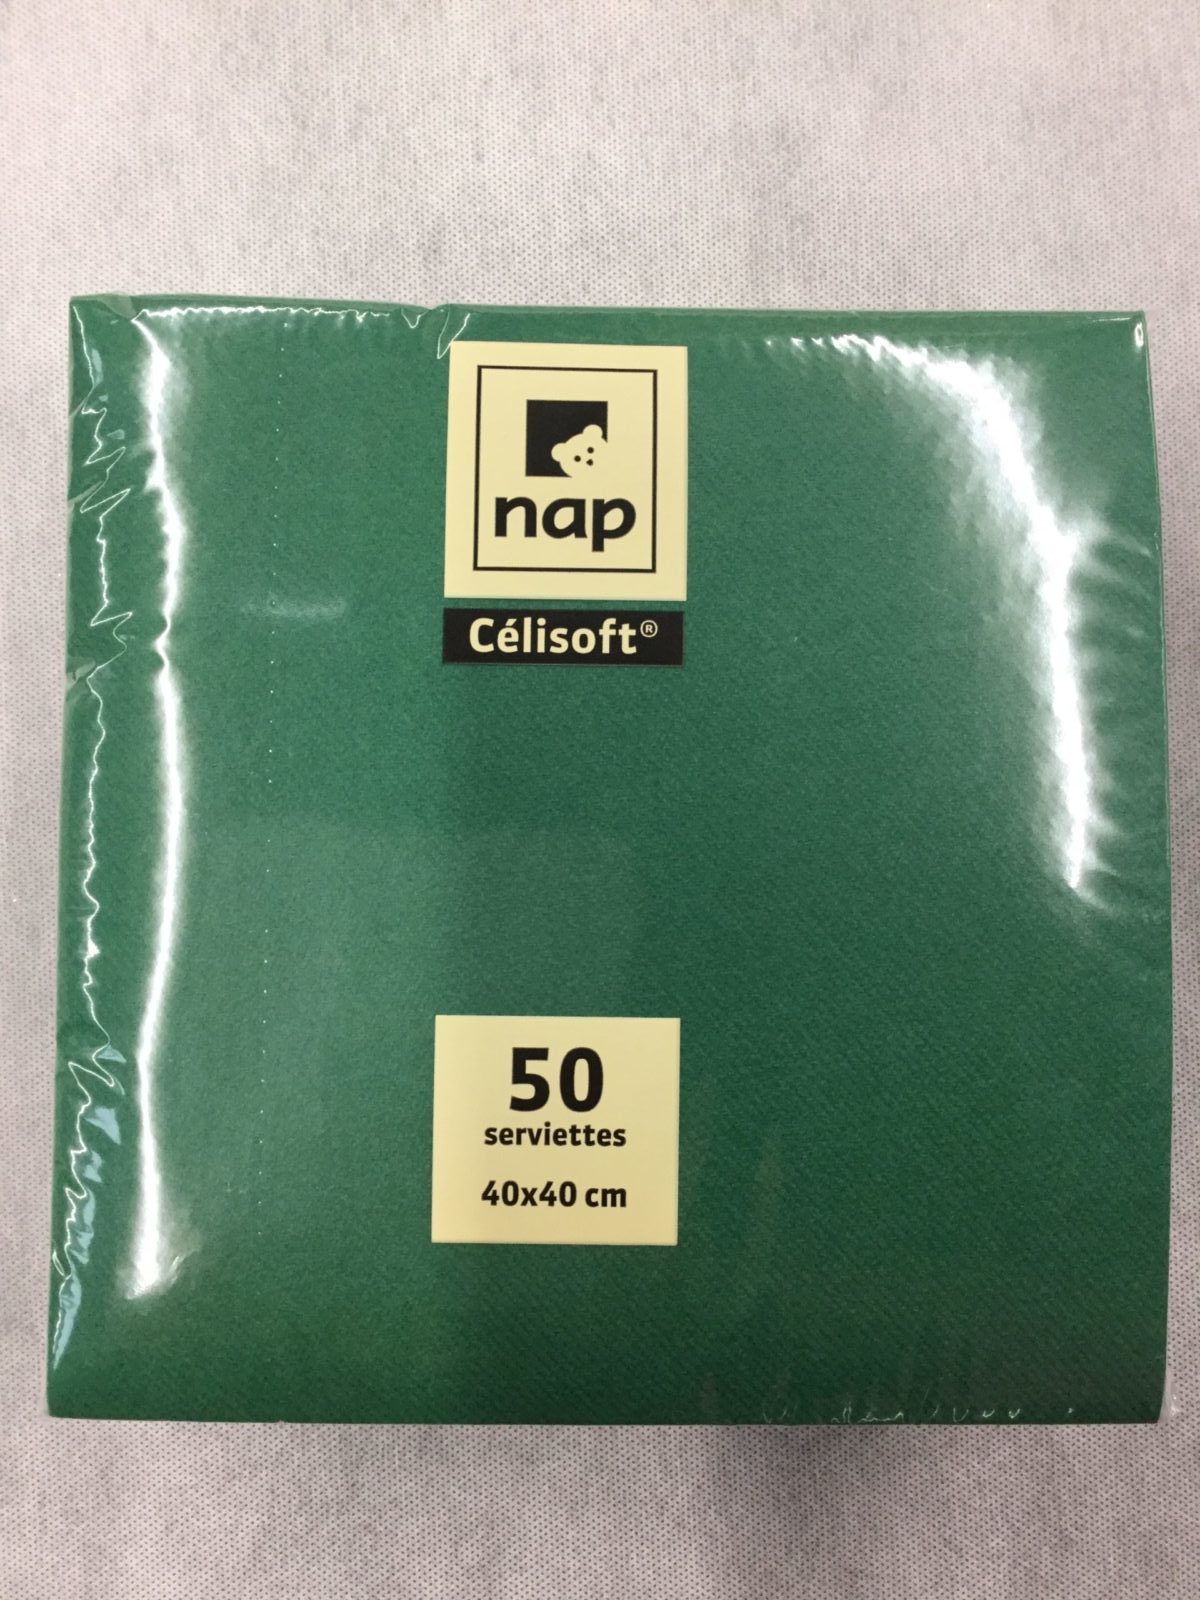 nap
Célisoft®
50
serviettes
40x40 cm